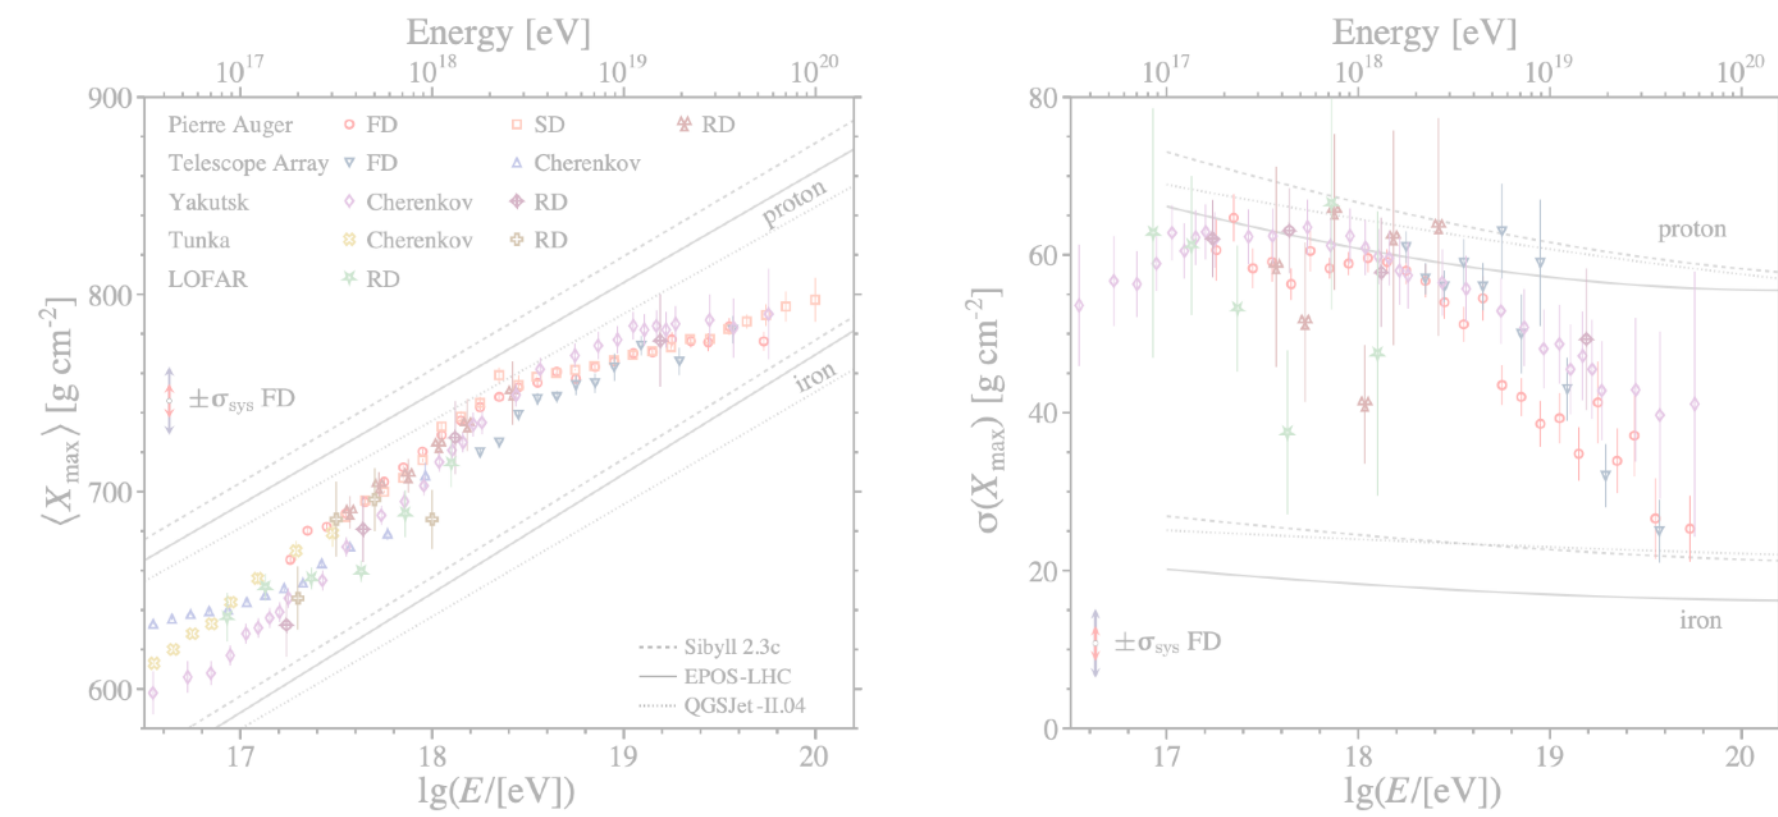 Energy [eV]
10^17 10^18 10^19 10^20
900
800
700
600
⟨X_max⟩ [g cm^-2]
Pierre Auger FD SD RD
Telescope Array FD Cherenkov
Yakutsk Cherenkov RD
Tunka Cherenkov RD
LOFAR RD
proton
iron
±σ_sys FD
Sibyll 2.3c
EPOS-LHC
QGSJet-II.04
17 18 19 20
lg(E/[eV])
Energy [eV]
10^17 10^18 10^19 10^20
80
60
40
20
0
σ(X_max) [g cm^-2]
proton
iron
±σ_sys FD
17 18 19 20
lg(E/[eV])